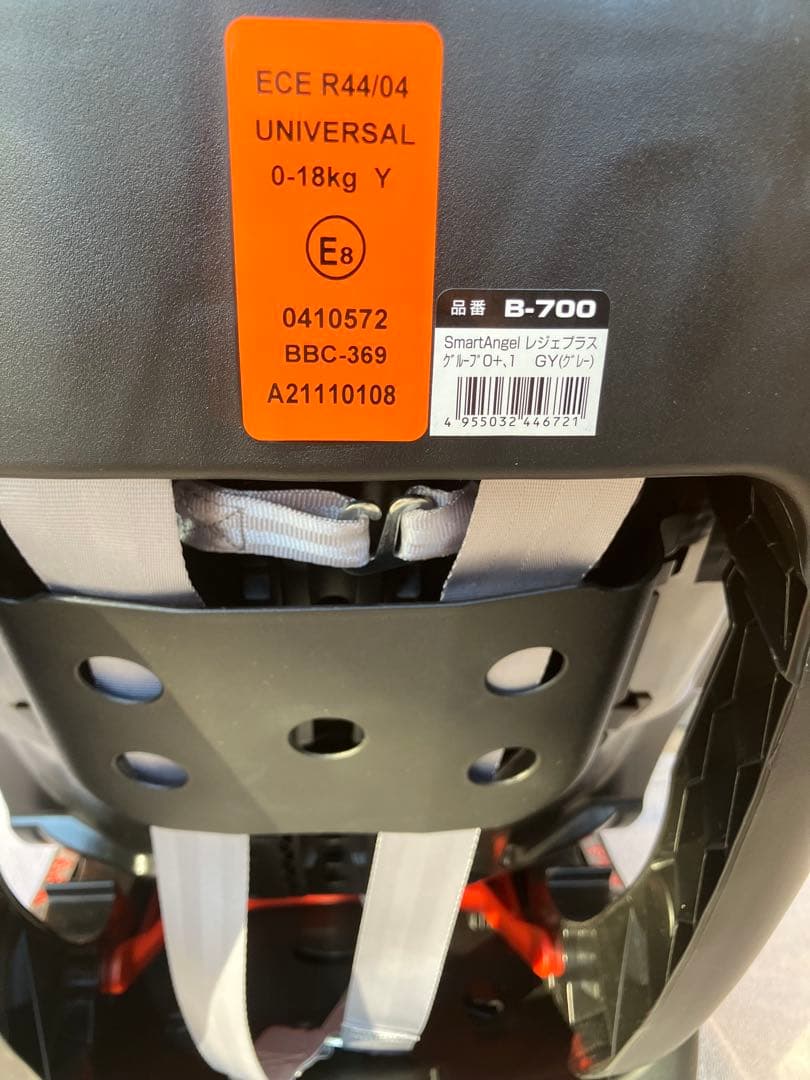 ECE R44/04
UNIVERSAL
0-18kg Y
E8
0410572
BBC-369
A21110108
品番 B-700
SmartAngel レジェプラス
ｸﾞﾙｰﾌﾟ0+､1 GY(ｸﾞﾚｰ)
4 955032 446721